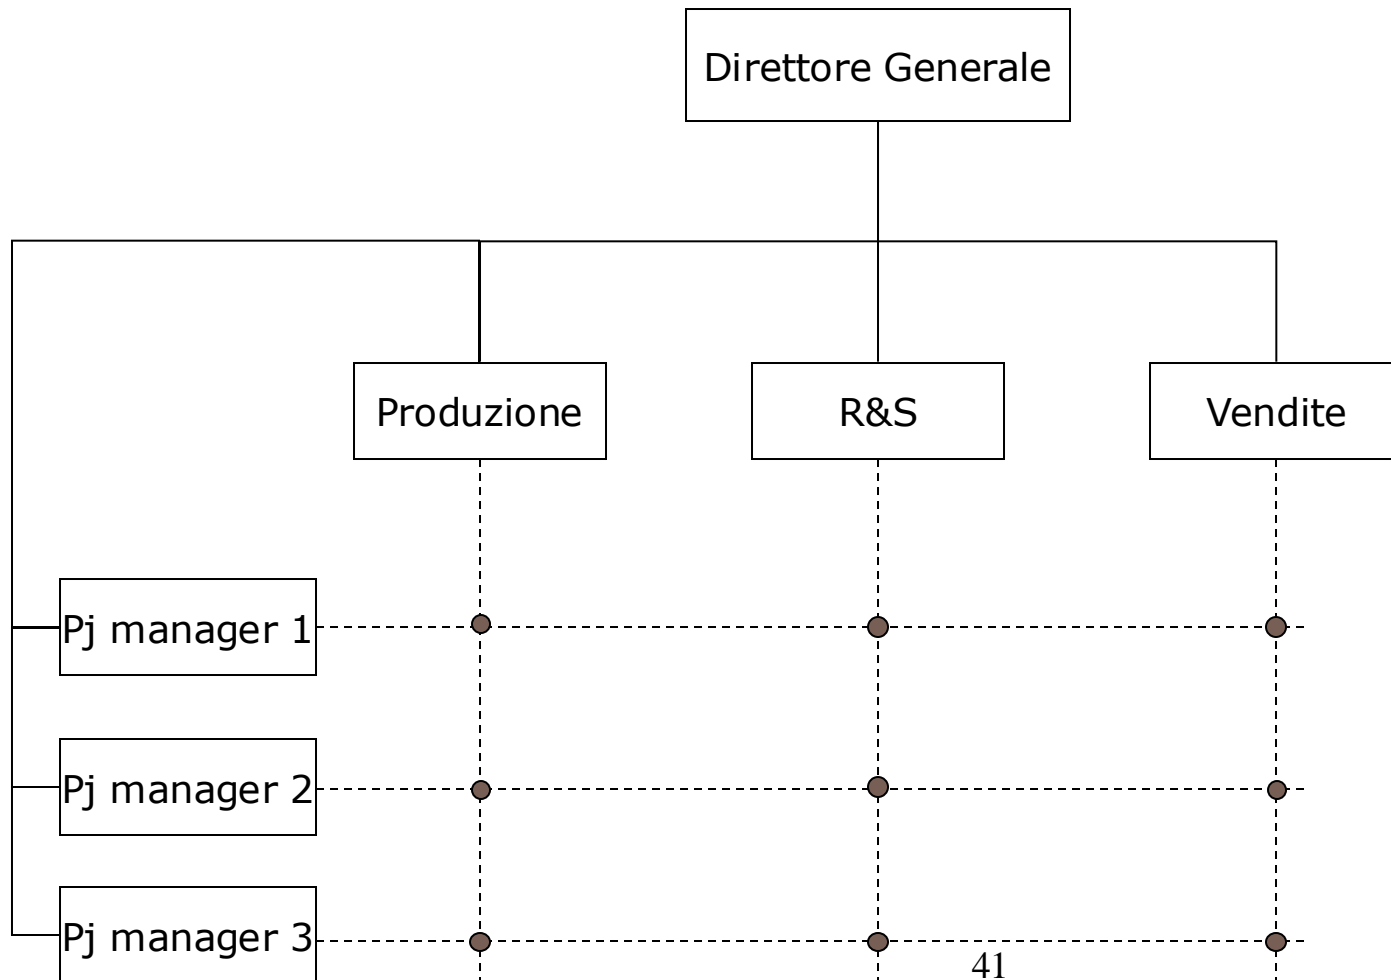 Direttore Generale
Produzione
R&S
Vendite
Pj manager 1
Pj manager 2
Pj manager 3
41